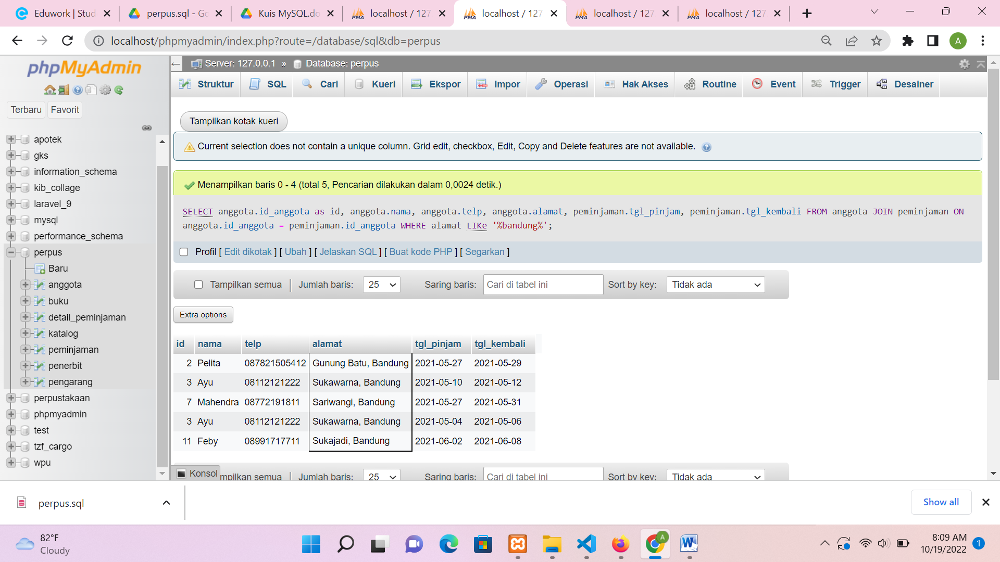 Eduwork | Stud
perpus.sql - Go
Kuis MySQL.do
localhost / 127
localhost / 127
localhost / 127
localhost / 127
localhost/phpmyadmin/index.php?route=/database/sql&db=perpus
A
phpMyAdmin
Terbaru
Favorit
apotek
gks
information_schema
kib_collage
laravel_9
mysql
performance_schema
perpus
Baru
anggota
buku
detail_peminjaman
katalog
peminjaman
penerbit
pengarang
perpustakaan
phpmyadmin
test
tzf_cargo
wpu
Server: 127.0.0.1 » Database: perpus
Struktur SQL Cari Kueri Ekspor Impor Operasi Hak Akses Routine Event Trigger Desainer
Tampilkan kotak kueri
Current selection does not contain a unique column. Grid edit, checkbox, Edit, Copy and Delete features are not available.
Menampilkan baris 0 - 4 (total 5, Pencarian dilakukan dalam 0,0024 detik.)
SELECT anggota.id_anggota as id, anggota.nama, anggota.telp, anggota.alamat, peminjaman.tgl_pinjam, peminjaman.tgl_kembali FROM anggota JOIN peminjaman ON
anggota.id_anggota = peminjaman.id_anggota WHERE alamat LIKe '%bandung%';
Profil [ Edit dikotak ] [ Ubah ] [ Jelaskan SQL ] [ Buat kode PHP ] [ Segarkan ]
Tampilkan semua | Jumlah baris: 25 Saring baris: Cari di tabel ini Sort by key: Tidak ada
Extra options
id nama telp alamat tgl_pinjam tgl_kembali
2 Pelita 087821505412 Gunung Batu, Bandung 2021-05-27 2021-05-29
3 Ayu 08112121222 Sukawarna, Bandung 2021-05-10 2021-05-12
7 Mahendra 08772191811 Sariwangi, Bandung 2021-05-27 2021-05-31
3 Ayu 08112121222 Sukawarna, Bandung 2021-05-04 2021-05-06
11 Feby 08991717711 Sukajadi, Bandung 2021-06-02 2021-06-08
Konsol
mpilkan semua | Jumlah baris: 25 Saring baris: Cari di tabel ini Sort by key: Tidak ada
perpus.sql
Show all
82°F
Cloudy
A
8:09 AM
10/19/2022
1